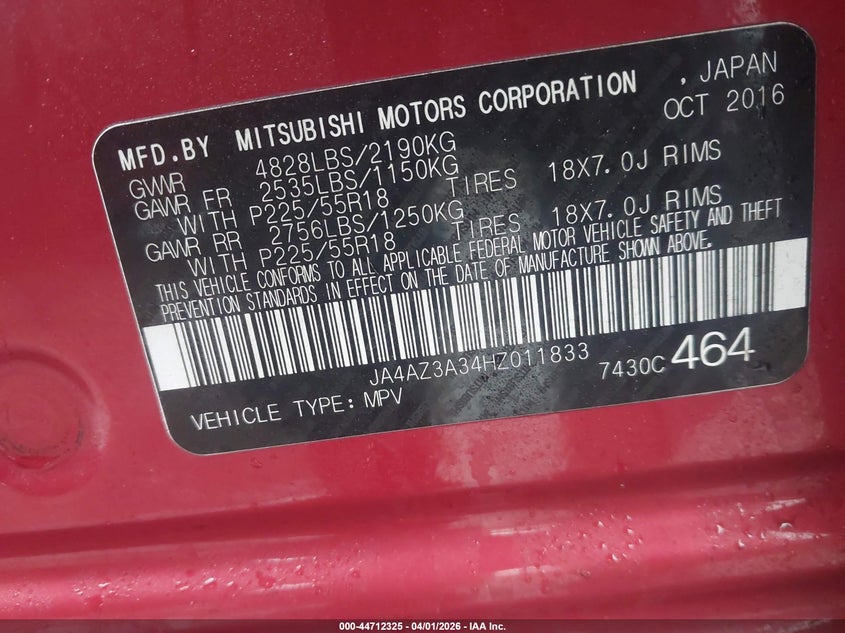 MFD.BY MITSUBISHI MOTORS CORPORATION , JAPAN
OCT 2016
GVWR 4828LBS/2190KG
GAWR FR 2535LBS/1150KG
WITH P225/55R18 TIRES 18X7.0J RIMS
GAWR RR 2756LBS/1250KG
WITH P225/55R18 TIRES 18X7.0J RIMS
THIS VEHICLE CONFORMS TO ALL APPLICABLE FEDERAL MOTOR VEHICLE SAFETY AND THEFT
PREVENTION STANDARDS IN EFFECT ON THE DATE OF MANUFACTURE SHOWN ABOVE.
JA4AZ3A34HZ011833
7430C 464
VEHICLE TYPE: MPV
000-44712325 | 04/01/2026 - IAA Inc.